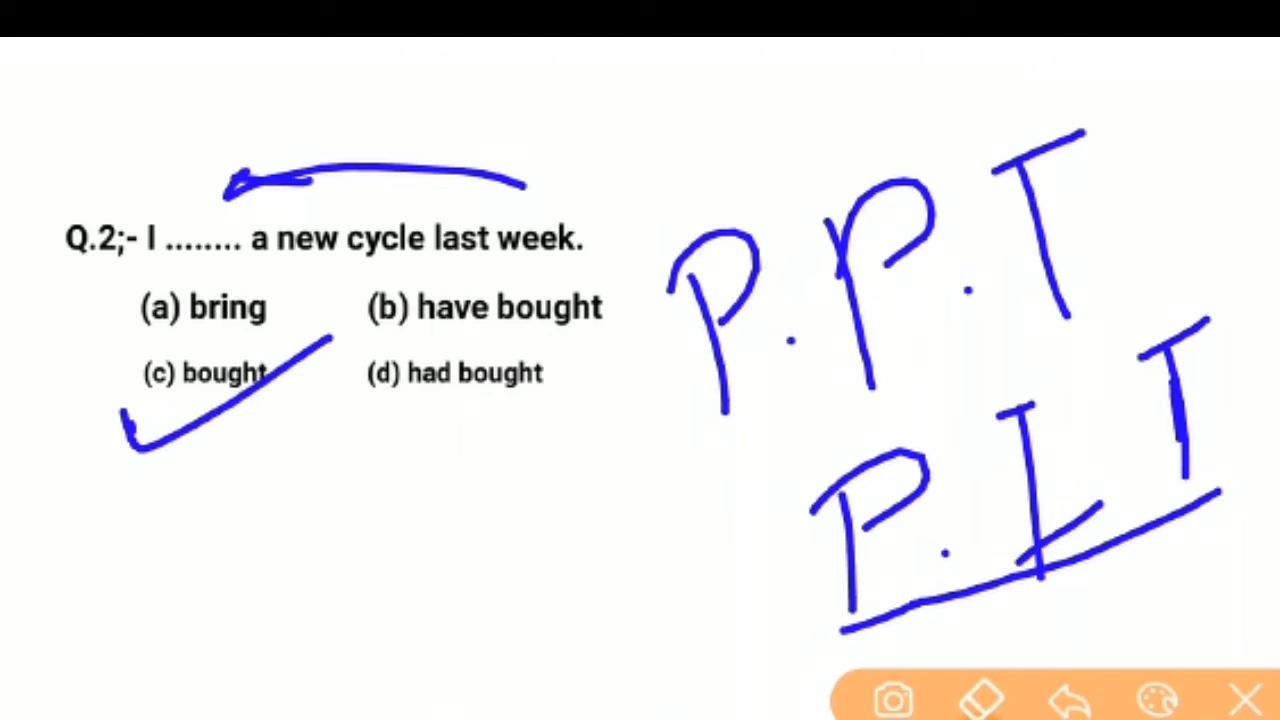 Q.2;- I ........ a new cycle last week.
(a) bring (b) have bought
(c) bought (d) had bought
P.P.T
P.I T